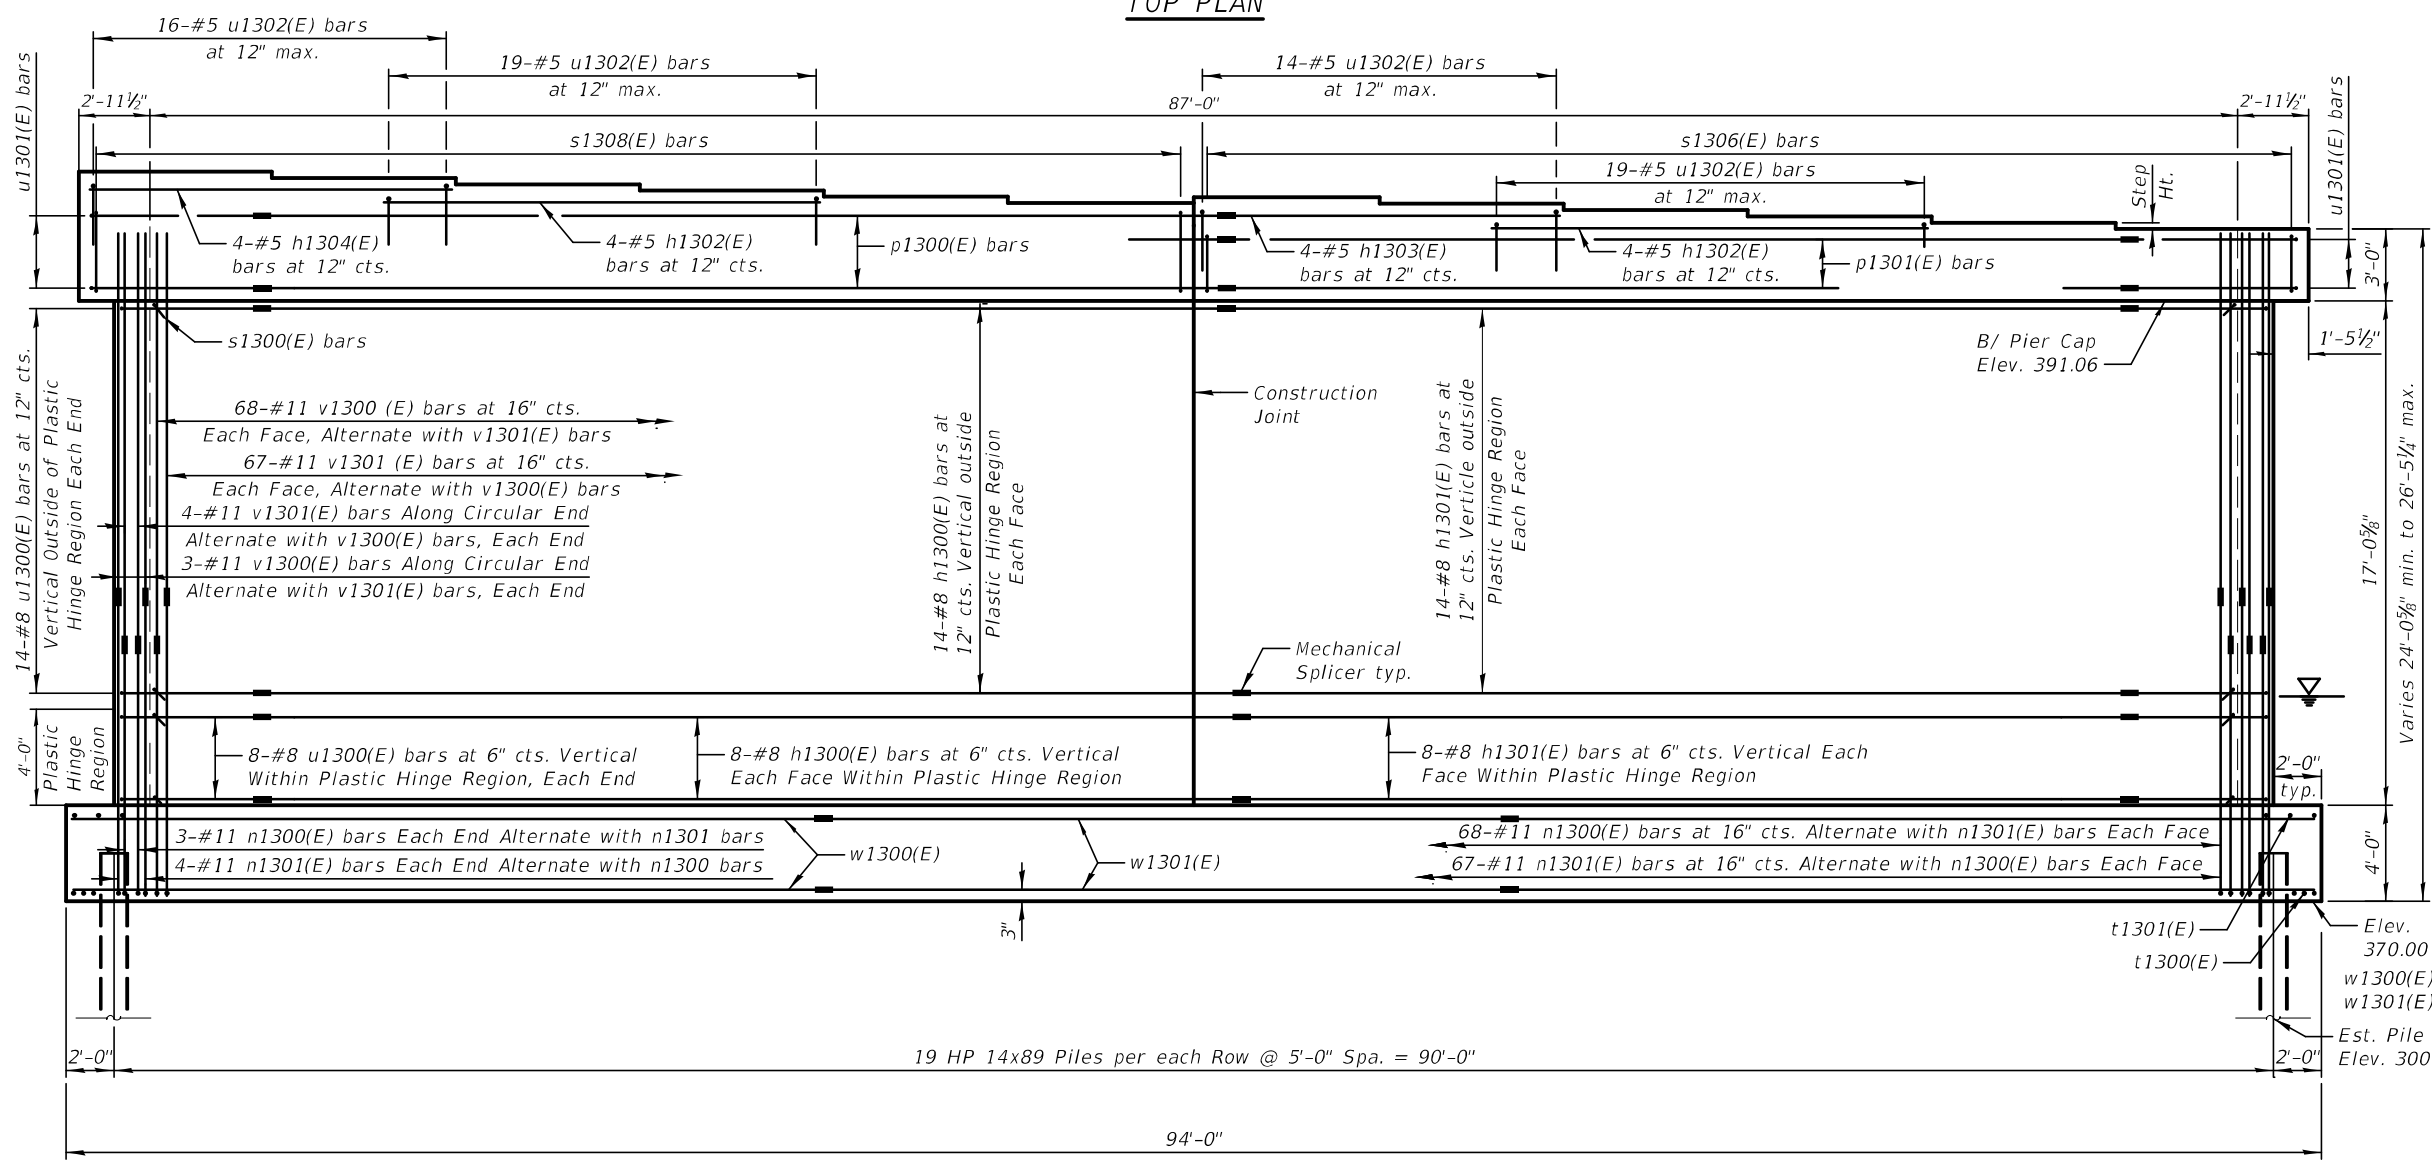 TOP PLAN
16-#5 u1302(E) bars
at 12" max.
19-#5 u1302(E) bars
at 12" max.
14-#5 u1302(E) bars
at 12" max.
u1301(E) bars
2'-11½"
87'-0"
2'-11½"
u1301(E) bars
s1308(E) bars
s1306(E) bars
19-#5 u1302(E) bars
at 12" max.
Step
Ht.
4-#5 h1304(E)
bars at 12" cts.
4-#5 h1302(E)
bars at 12" cts.
p1300(E) bars
4-#5 h1303(E)
bars at 12" cts.
4-#5 h1302(E)
bars at 12" cts.
p1301(E) bars
3'-0"
s1300(E) bars
B/ Pier Cap
Elev. 391.06
1'-5½"
14-#8 u1300(E) bars at 12" cts.
Vertical Outside of Plastic
Hinge Region Each End
68-#11 v1300 (E) bars at 16" cts.
Each Face, Alternate with v1301(E) bars
67-#11 v1301 (E) bars at 16" cts.
Each Face, Alternate with v1300(E) bars
4-#11 v1301(E) bars Along Circular End
Alternate with v1300(E) bars, Each End
3-#11 v1300(E) bars Along Circular End
Alternate with v1301(E) bars, Each End
14-#8 h1300(E) bars at
12" cts. Vertical outside
Plastic Hinge Region
Each Face
Construction
Joint
14-#8 h1301(E) bars at
12" cts. Verticle outside
Plastic Hinge Region
Each Face
17'-0⅝"
Varies 24'-0⅝" min. to 26'-5¼" max.
Mechanical
Splicer typ.
4'-0"
Plastic
Hinge
Region
8-#8 u1300(E) bars at 6" cts. Vertical
Within Plastic Hinge Region, Each End
8-#8 h1300(E) bars at 6" cts. Vertical
Each Face Within Plastic Hinge Region
8-#8 h1301(E) bars at 6" cts. Vertical Each
Face Within Plastic Hinge Region
2'-0"
typ.
3-#11 n1300(E) bars Each End Alternate with n1301 bars
4-#11 n1301(E) bars Each End Alternate with n1300 bars
w1300(E)
w1301(E)
68-#11 n1300(E) bars at 16" cts. Alternate with n1301(E) bars Each Face
67-#11 n1301(E) bars at 16" cts. Alternate with n1300(E) bars Each Face
4'-0"
3"
t1301(E)
t1300(E)
Elev.
370.00
w1300(E)
w1301(E)
Est. Pile
Elev. 300
2'-0"
19 HP 14x89 Piles per each Row @ 5'-0" Spa. = 90'-0"
2'-0"
94'-0"